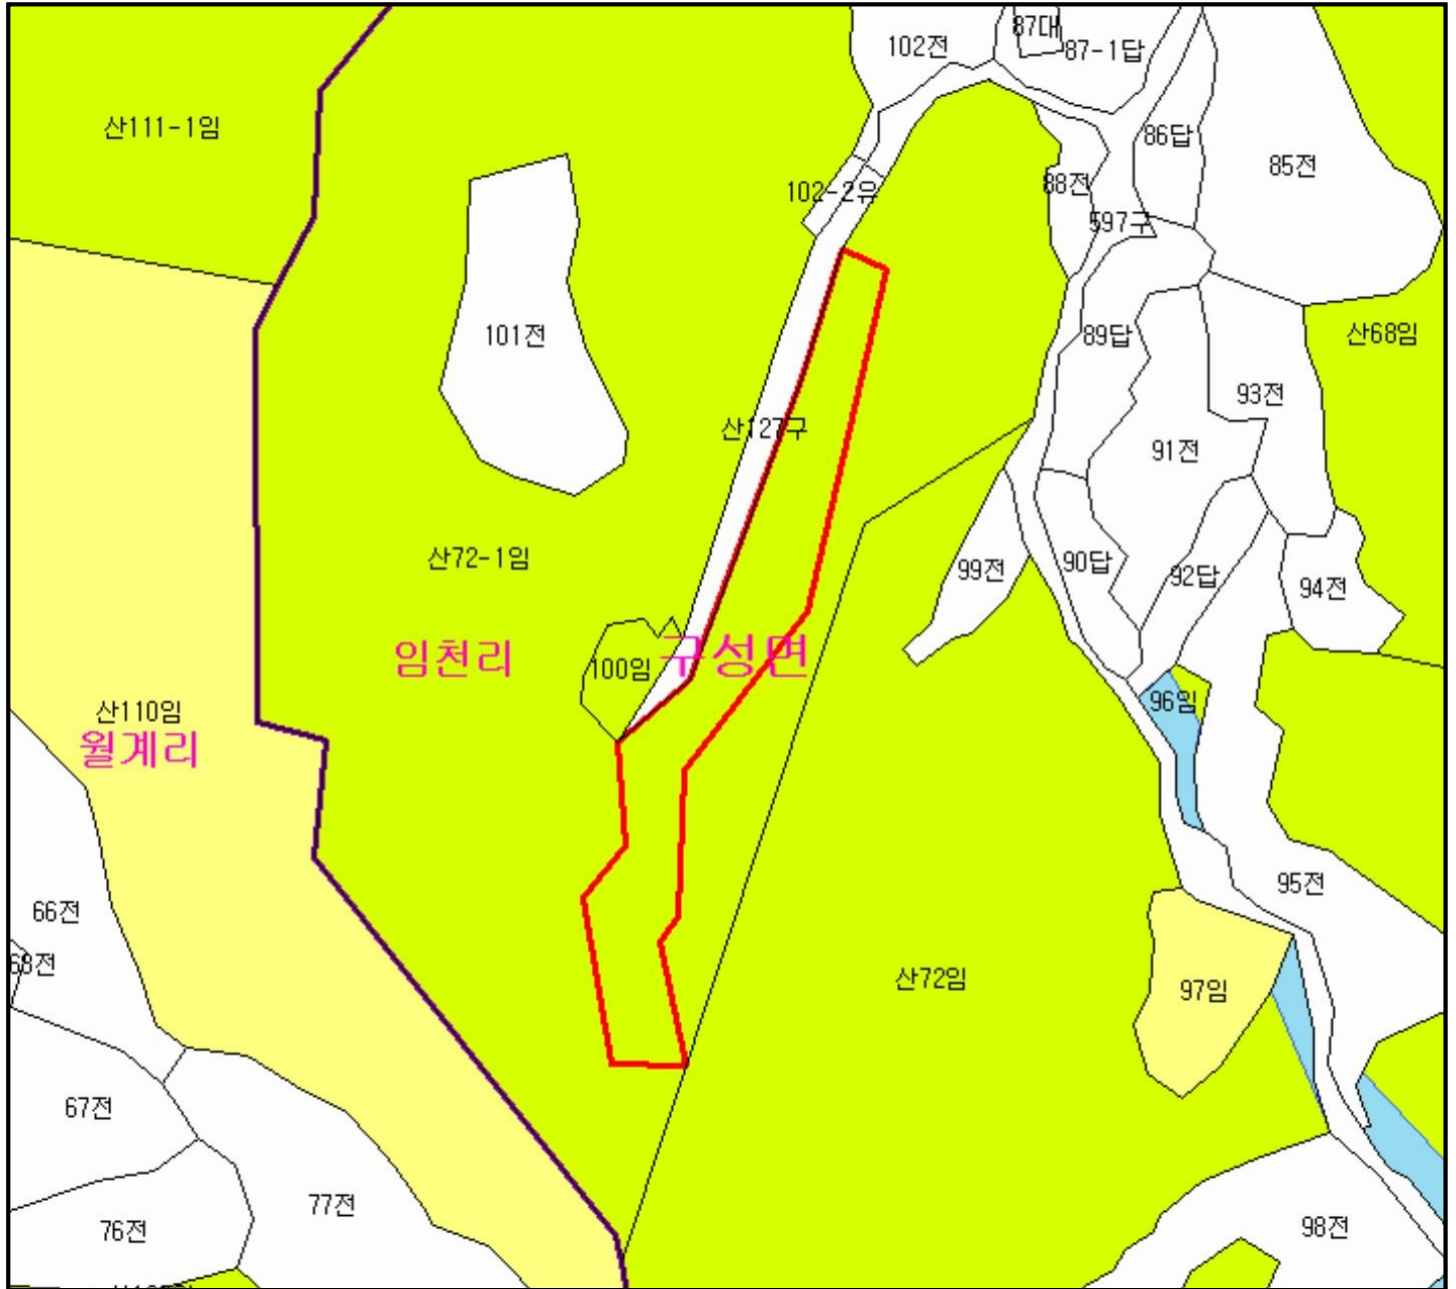 87대
102전
87-1답
산111-1임
86답
85전
102-2유
88전
597구
101전
89답
산68임
93전
산127구
91전
산72-1임
99전
90답
92답
94전
임천리
구성면
100임
96임
산110임
월계리
95전
66전
68전
산72임
97임
67전
77전
76전
98전